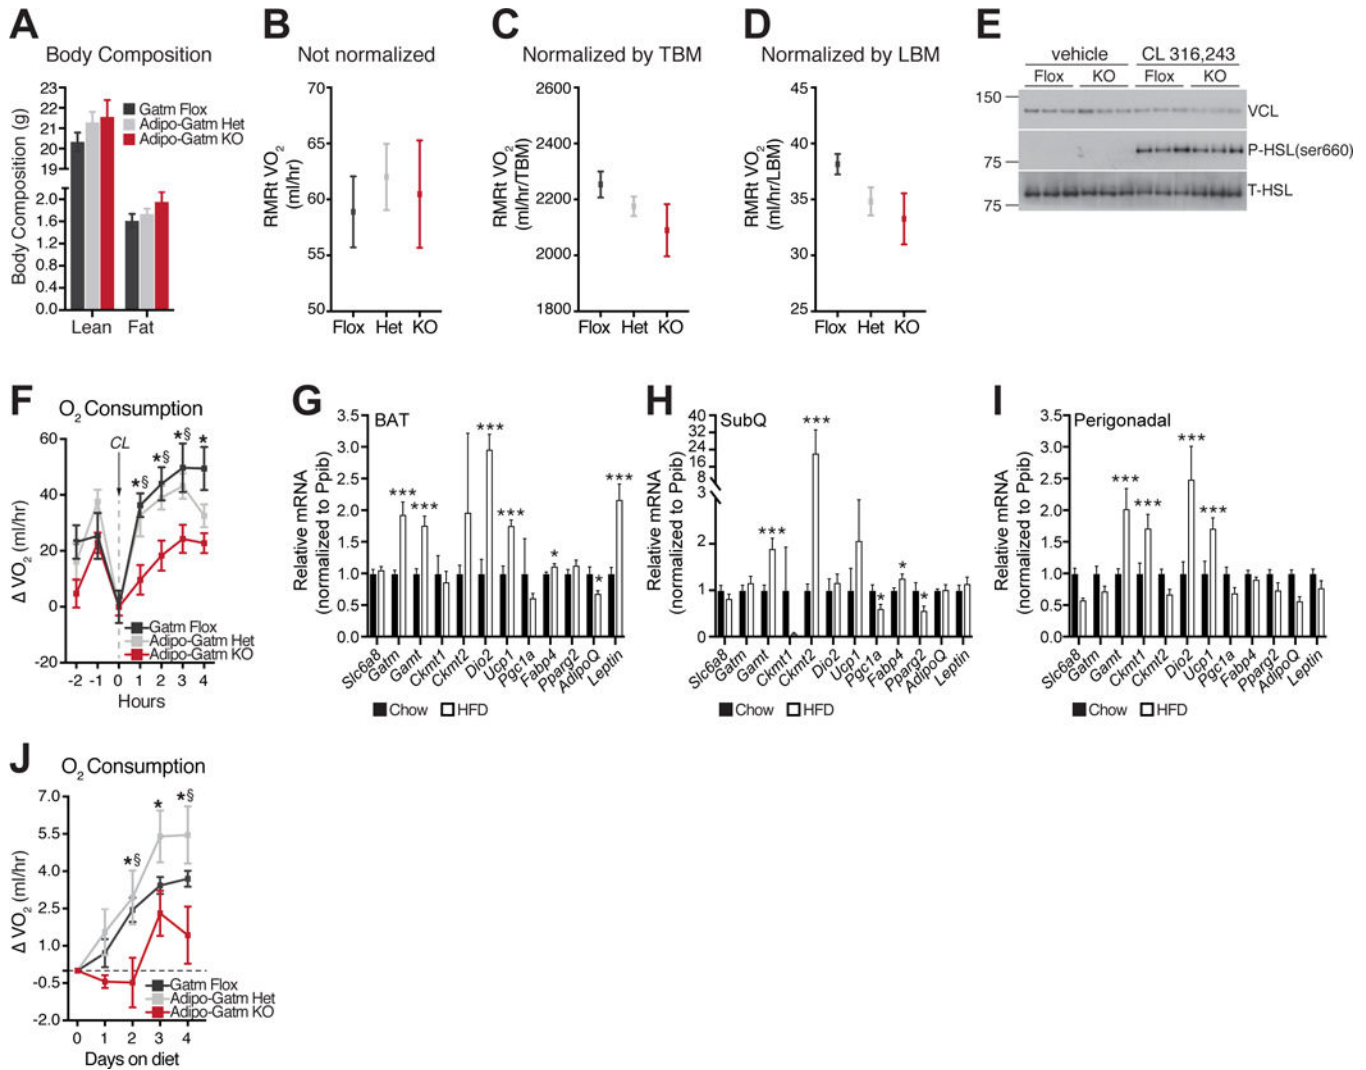 A
Body Composition
Body Composition (g)
23
22
21
20
19
2.0
1.6
1.2
0.8
0.4
0.0
Gatm Flox
Adipo-Gatm Het
Adipo-Gatm KO
Lean Fat
B
Not normalized
RMRt VO2
(ml/hr)
70
65
60
55
50
Flox Het KO
C
Normalized by TBM
RMRt VO2
(ml/hr/TBM)
2600
2400
2200
2000
1800
Flox Het KO
D
Normalized by LBM
RMRt VO2
(ml/hr/LBM)
45
40
35
30
25
Flox Het KO
E
vehicle CL 316,243
Flox KO Flox KO
150
VCL
P-HSL(ser660)
75
T-HSL
75
F
O2 Consumption
Δ VO2 (ml/hr)
60
40
20
0
-20
CL
*§ *§ *§ *
Gatm Flox
Adipo-Gatm Het
Adipo-Gatm KO
-2 -1 0 1 2 3 4
Hours
G
BAT
Relative mRNA
(normalized to Ppib)
3.5
3.0
2.5
2.0
1.5
1.0
0.5
0.0
*** *** *** *** * * ***
Slc6a8 Gatm Gamt Ckmt1 Ckmt2 Dio2 Ucp1 Pgc1a Fabp4 Pparg2 AdipoQ Leptin
Chow HFD
H
SubQ
Relative mRNA
(normalized to Ppib)
40
32
24
16
8
3
2
1
0
*** *** * * *
Slc6a8 Gatm Gamt Ckmt1 Ckmt2 Dio2 Ucp1 Pgc1a Fabp4 Pparg2 AdipoQ Leptin
Chow HFD
I
Perigonadal
Relative mRNA
(normalized to Ppib)
3.5
3.0
2.5
2.0
1.5
1.0
0.5
0.0
*** *** *** ***
Slc6a8 Gatm Gamt Ckmt1 Ckmt2 Dio2 Ucp1 Pgc1a Fabp4 Pparg2 AdipoQ Leptin
Chow HFD
J
O2 Consumption
Δ VO2 (ml/hr)
7.0
5.5
4.0
2.5
1.0
-0.5
-2.0
*§ * *§
Gatm Flox
Adipo-Gatm Het
Adipo-Gatm KO
0 1 2 3 4
Days on diet